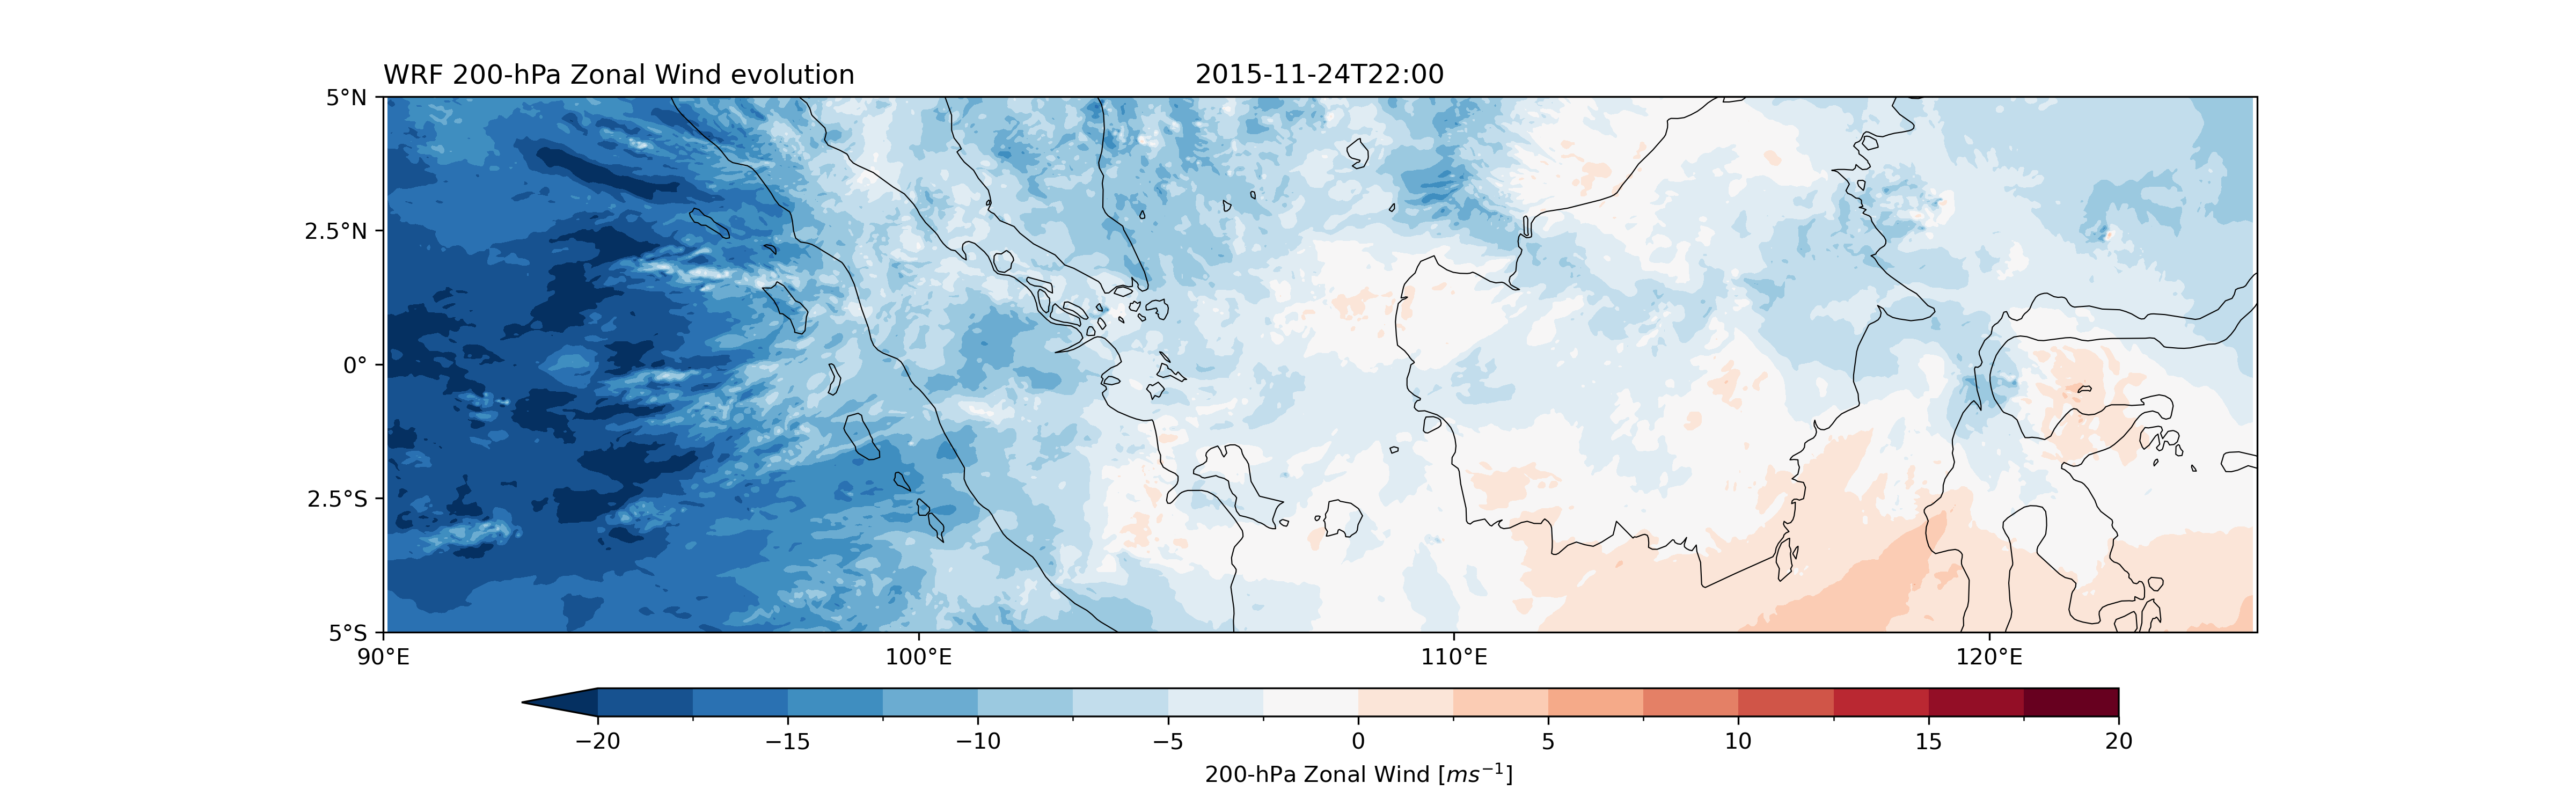 WRF 200-hPa Zonal Wind evolution 2015-11-24T22:00
5°N
2.5°N
0°
2.5°S
5°S
90°E 100°E 110°E 120°E
−20 −15 −10 −5 0 5 10 15 20
200-hPa Zonal Wind [ms⁻¹]